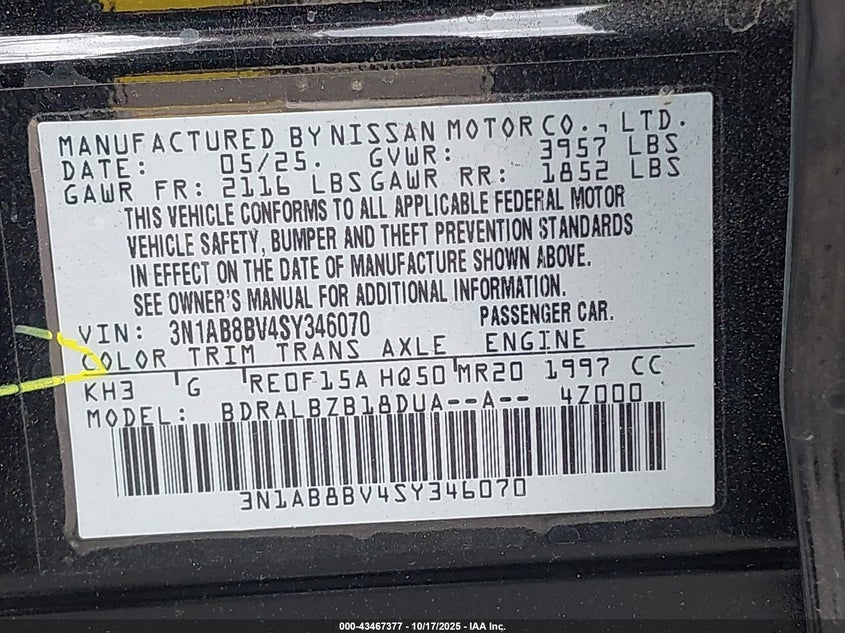 MANUFACTURED BY NISSAN MOTOR CO., LTD.
DATE: 05/25. GVWR: 3957 LBS
GAWR FR: 2116 LBS GAWR RR: 1852 LBS
THIS VEHICLE CONFORMS TO ALL APPLICABLE FEDERAL MOTOR
VEHICLE SAFETY, BUMPER AND THEFT PREVENTION STANDARDS
IN EFFECT ON THE DATE OF MANUFACTURE SHOWN ABOVE.
SEE OWNER'S MANUAL FOR ADDITIONAL INFORMATION.
VIN: 3N1AB8BV4SY346070 PASSENGER CAR.
COLOR TRIM TRANS AXLE ENGINE
KH3 G RE0F15A HQ50 MR20 1997 CC
MODEL: BDRALBZB18DUA--A-- 4Z000
3N1AB8BV4SY346070
000-43467377 - 10/17/2025 - IAA Inc.